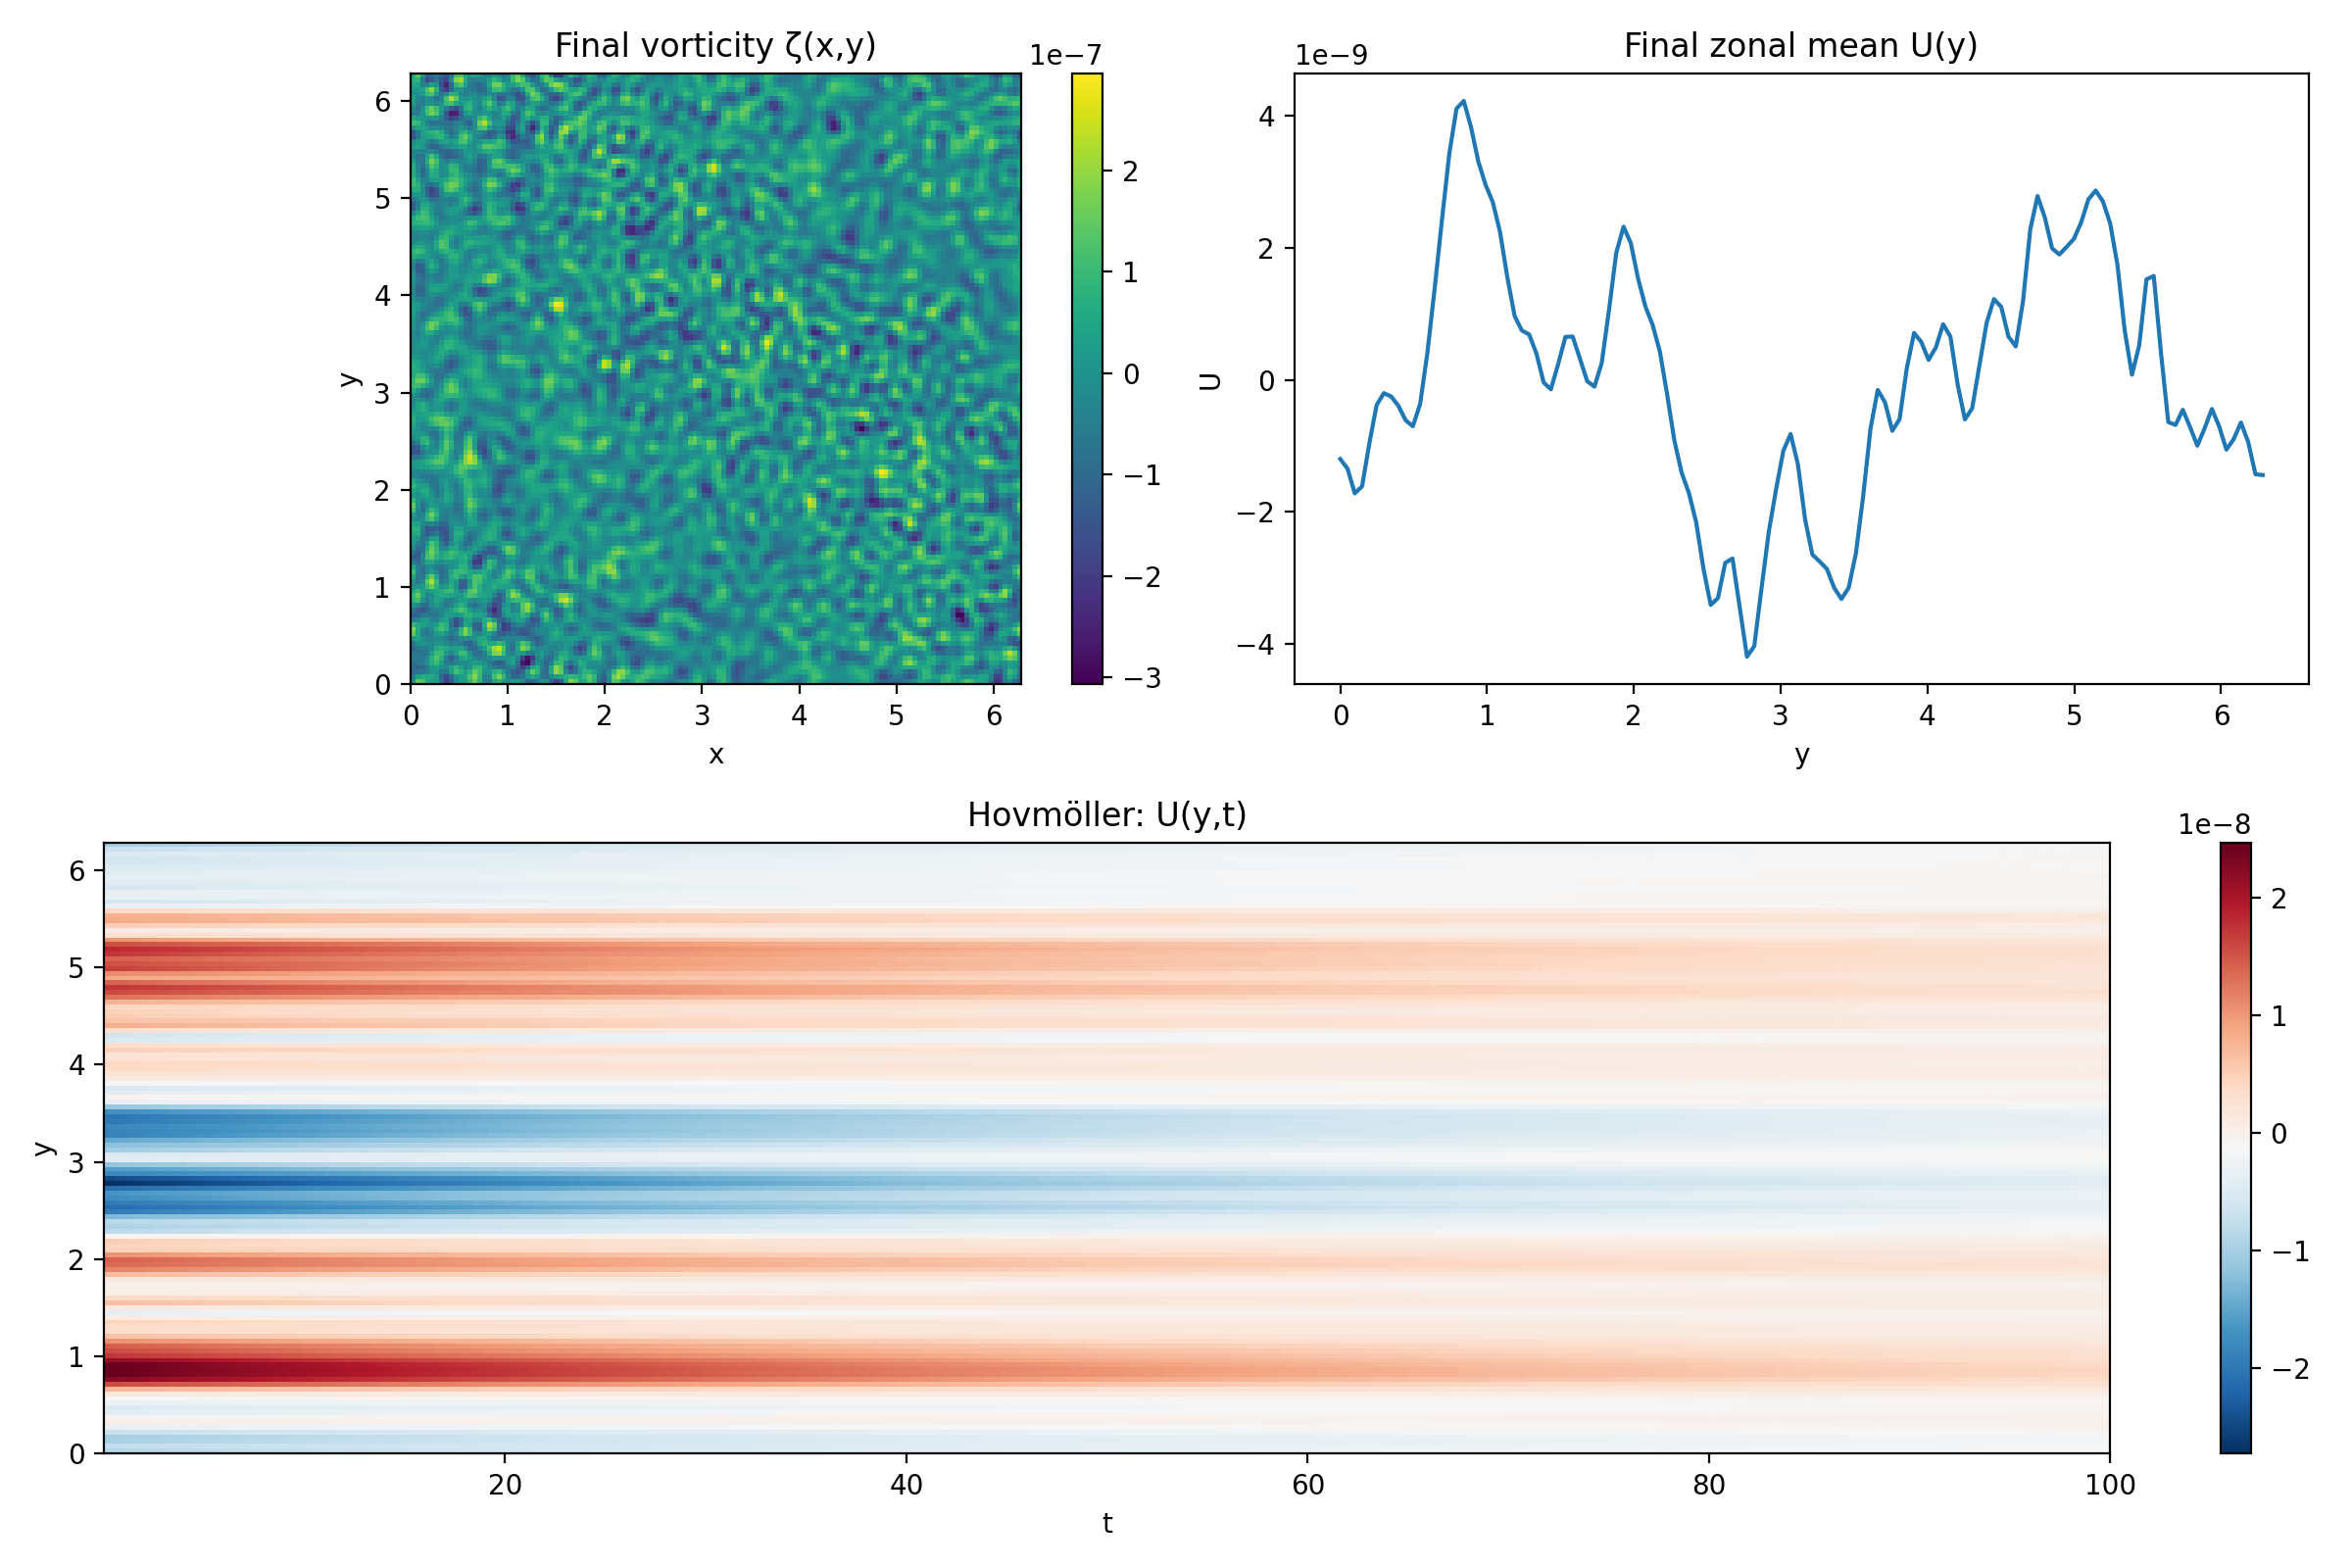 Final vorticity ζ(x,y)
1e−7
6
5
4
3
2
1
0
y
0 1 2 3 4 5 6
x
2
1
0
−1
−2
−3
Final zonal mean U(y)
1e−9
4
2
0
−2
−4
U
0 1 2 3 4 5 6
y
Hovmöller: U(y,t)
1e−8
6
5
4
3
2
1
0
y
20 40 60 80 100
t
2
1
0
−1
−2